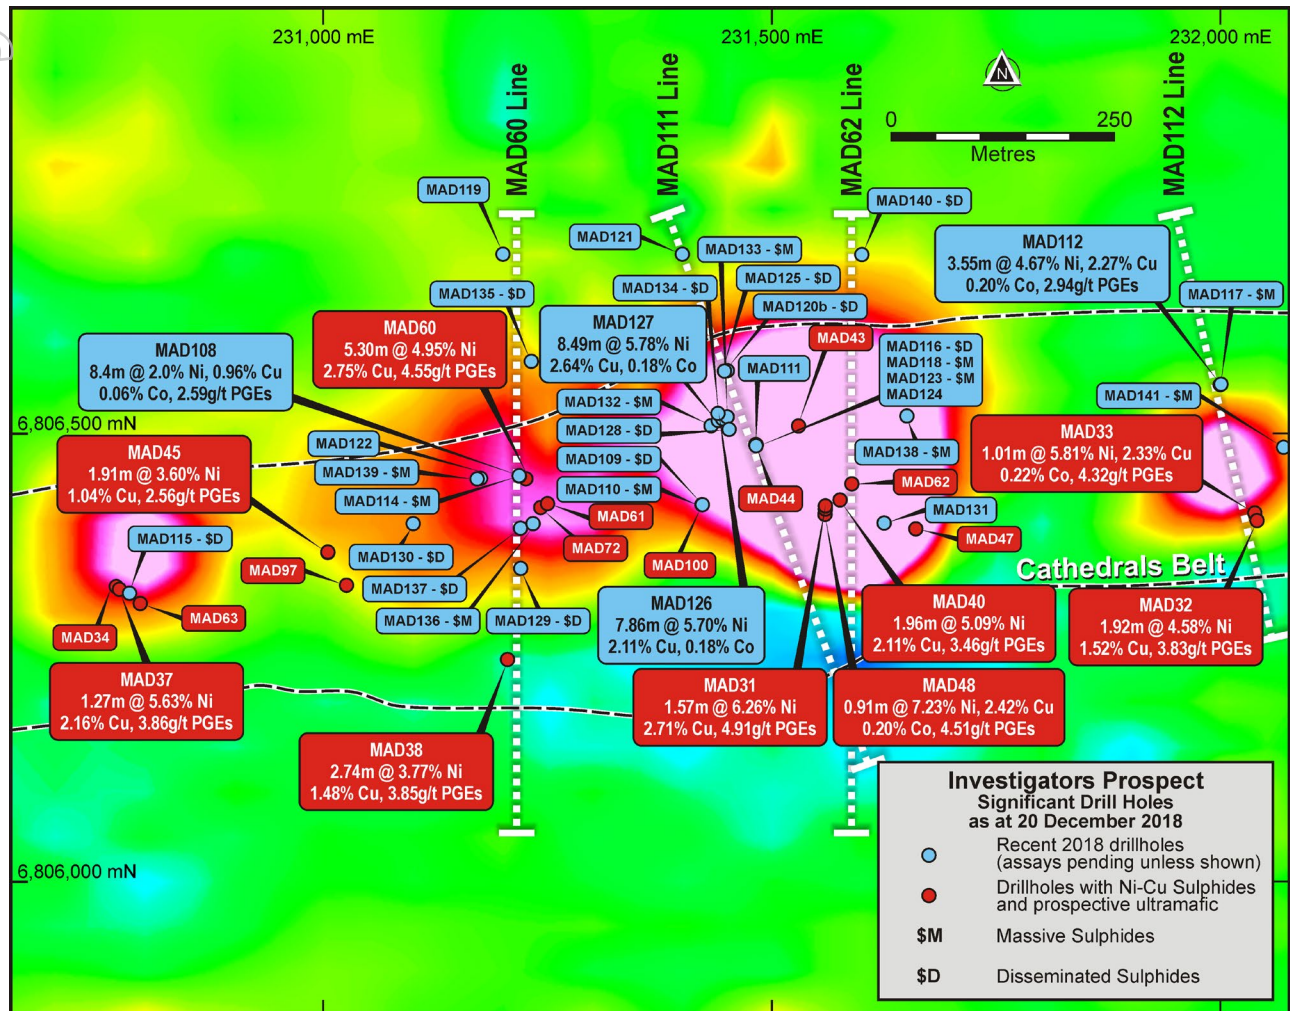 231,000 mE
231,500 mE
232,000 mE
MAD60 Line
MAD111 Line
MAD62 Line
MAD112 Line
N
0
250
Metres
MAD119
MAD140 - $D
MAD121
MAD133 - $M
MAD112
3.55m @ 4.67% Ni, 2.27% Cu
0.20% Co, 2.94g/t PGEs
MAD125 - $D
MAD134 - $D
MAD135 - $D
MAD117 - $M
MAD120b - $D
MAD60
5.30m @ 4.95% Ni
2.75% Cu, 4.55g/t PGEs
MAD127
8.49m @ 5.78% Ni
2.64% Cu, 0.18% Co
MAD43
MAD108
8.4m @ 2.0% Ni, 0.96% Cu
0.06% Co, 2.59g/t PGEs
MAD116 - $D
MAD118 - $M
MAD123 - $M
MAD124
MAD111
MAD141 - $M
MAD132 - $M
6,806,500 mN
MAD128 - $D
MAD33
1.01m @ 5.81% Ni, 2.33% Cu
0.22% Co, 4.32g/t PGEs
MAD122
MAD45
1.91m @ 3.60% Ni
1.04% Cu, 2.56g/t PGEs
MAD138 - $M
MAD109 - $D
MAD139 - $M
MAD62
MAD110 - $M
MAD44
MAD114 - $M
MAD61
MAD131
MAD115 - $D
MAD47
MAD72
MAD130 - $D
MAD100
MAD97
Cathedrals Belt
MAD137 - $D
MAD126
7.86m @ 5.70% Ni
2.11% Cu, 0.18% Co
MAD40
1.96m @ 5.09% Ni
2.11% Cu, 3.46g/t PGEs
MAD32
1.92m @ 4.58% Ni
1.52% Cu, 3.83g/t PGEs
MAD63
MAD136 - $M
MAD129 - $D
MAD34
MAD37
1.27m @ 5.63% Ni
2.16% Cu, 3.86g/t PGEs
MAD31
1.57m @ 6.26% Ni
2.71% Cu, 4.91g/t PGEs
MAD48
0.91m @ 7.23% Ni, 2.42% Cu
0.20% Co, 4.51g/t PGEs
MAD38
2.74m @ 3.77% Ni
1.48% Cu, 3.85g/t PGEs
6,806,000 mN
Investigators Prospect
Significant Drill Holes
as at 20 December 2018
Recent 2018 drillholes
(assays pending unless shown)
Drillholes with Ni-Cu Sulphides
and prospective ultramafic
$M Massive Sulphides
$D Disseminated Sulphides